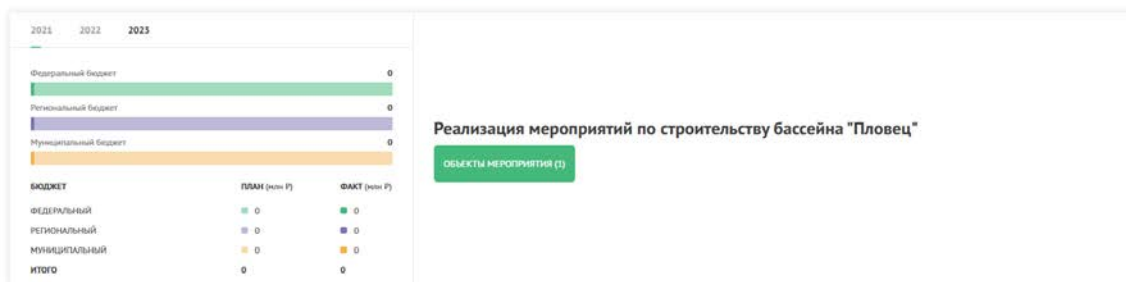 2021 2022 2023
Федеральный бюджет 0
Региональный бюджет 0
Муниципальный бюджет 0
БЮДЖЕТ ПЛАН (млн ₽) ФАКТ (млн ₽)
ФЕДЕРАЛЬНЫЙ 0 0
РЕГИОНАЛЬНЫЙ 0 0
МУНИЦИПАЛЬНЫЙ 0 0
ИТОГО 0 0
Реализация мероприятий по строительству бассейна "Пловец"
ОБЪЕКТЫ МЕРОПРИЯТИЯ (1)